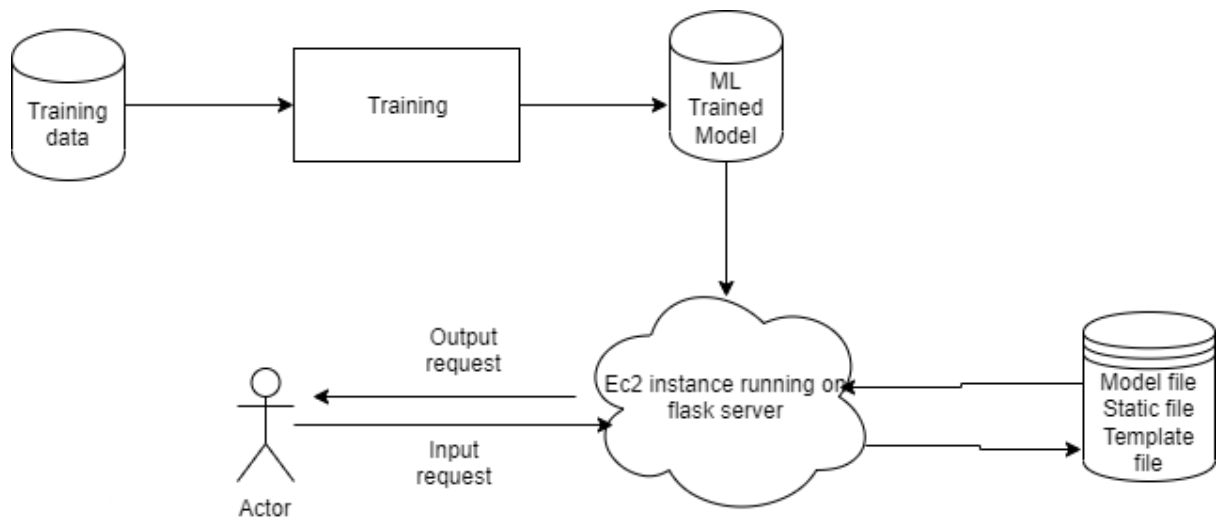 Training
data
Training
ML
Trained
Model
Output
request
Ec2 instance running on
flask server
Model file
Static file
Template
file
Input
request
Actor